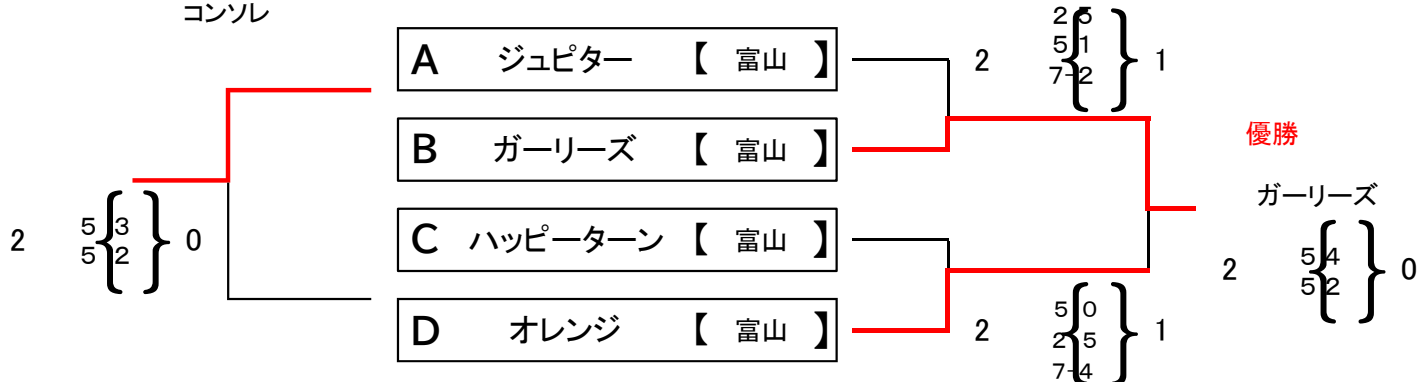 コンソレ
A ジュピター 【 富山 】
B ガーリーズ 【 富山 】
C ハッピーターン 【 富山 】
D オレンジ 【 富山 】
2 5 3 0
5 2
2 2 5 1
5 1
7-2
2 5 0 1
2 5
7-4
優勝
ガーリーズ
2 5 4 0
5 2